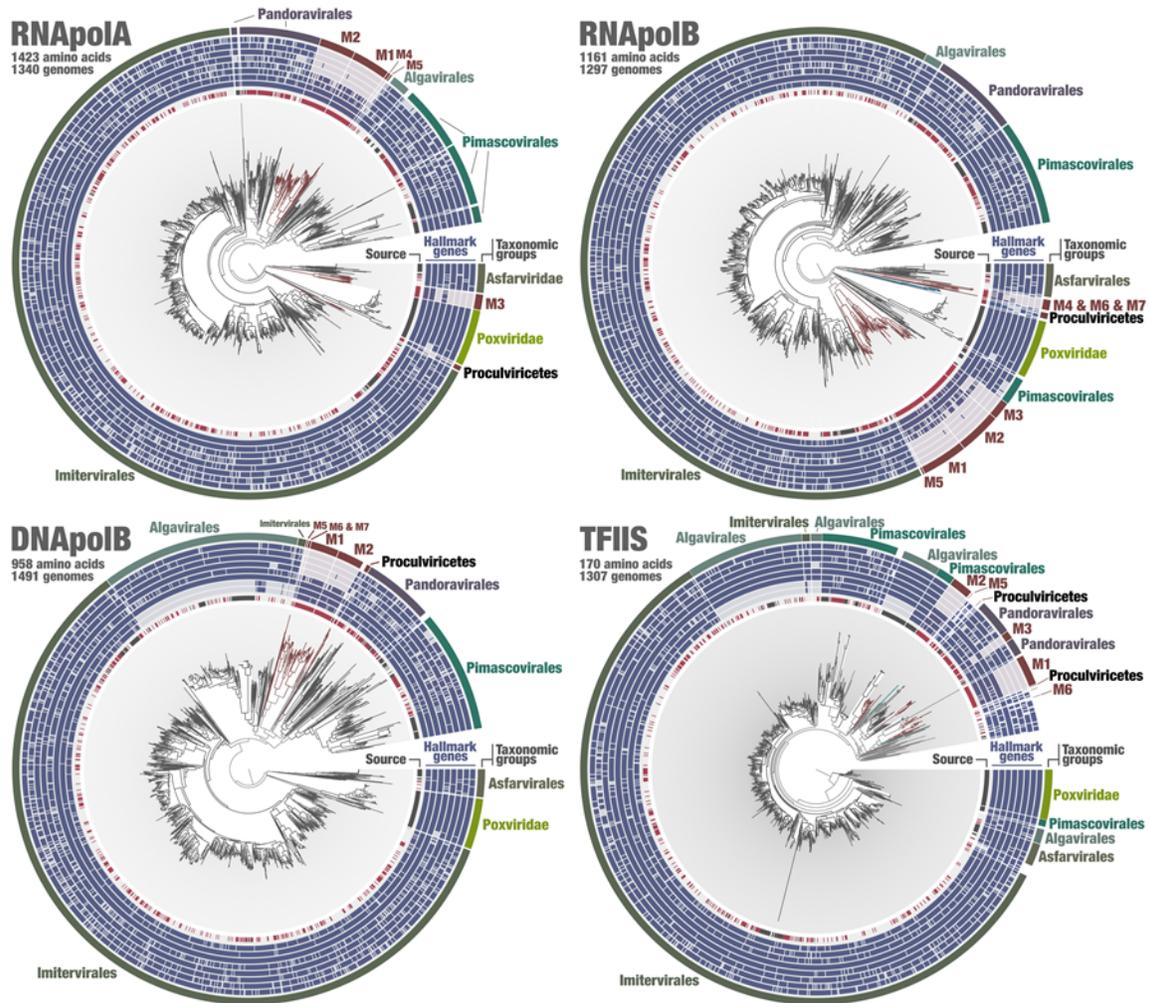 RNApolA
1423 amino acids
1340 genomes
Pandoravirales
M2
M1 M4
M5
Algavirales
Pimascovirales
Source
Hallmark
genes
Taxonomic
groups
Asfarviridae
M3
Poxviridae
Proculviricetes
Imitervirales
RNApolB
1161 amino acids
1297 genomes
Algavirales
Pandoravirales
Pimascovirales
Source
Hallmark
genes
Taxonomic
groups
Asfarvirales
M4 & M6 & M7
Proculviricetes
Poxviridae
Pimascovirales
M3
M2
M1
M5
Imitervirales
DNApolB
958 amino acids
1491 genomes
Algavirales
Imitervirales
M5 M6 & M7
M1
M2
Proculviricetes
Pandoravirales
Pimascovirales
Source
Hallmark
genes
Taxonomic
groups
Asfarvirales
Poxviridae
Imitervirales
TFIIS
170 amino acids
1307 genomes
Algavirales
Imitervirales
Algavirales
Pimascovirales
Algavirales
Pimascovirales
M2 M5
Proculviricetes
Pandoravirales
M3
Pandoravirales
M1
Proculviricetes
M6
Source
Hallmark
genes
Taxonomic
groups
Poxviridae
Pimascovirales
Algavirales
Asfarvirales
Imitervirales